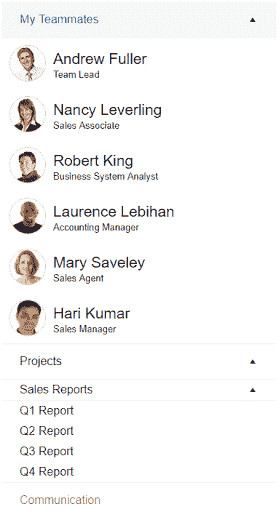 My Teammates
Andrew Fuller
Team Lead
Nancy Leverling
Sales Associate
Robert King
Business System Analyst
Laurence Lebihan
Accounting Manager
Mary Saveley
Sales Agent
Hari Kumar
Sales Manager
Projects
Sales Reports
Q1 Report
Q2 Report
Q3 Report
Q4 Report
Communication